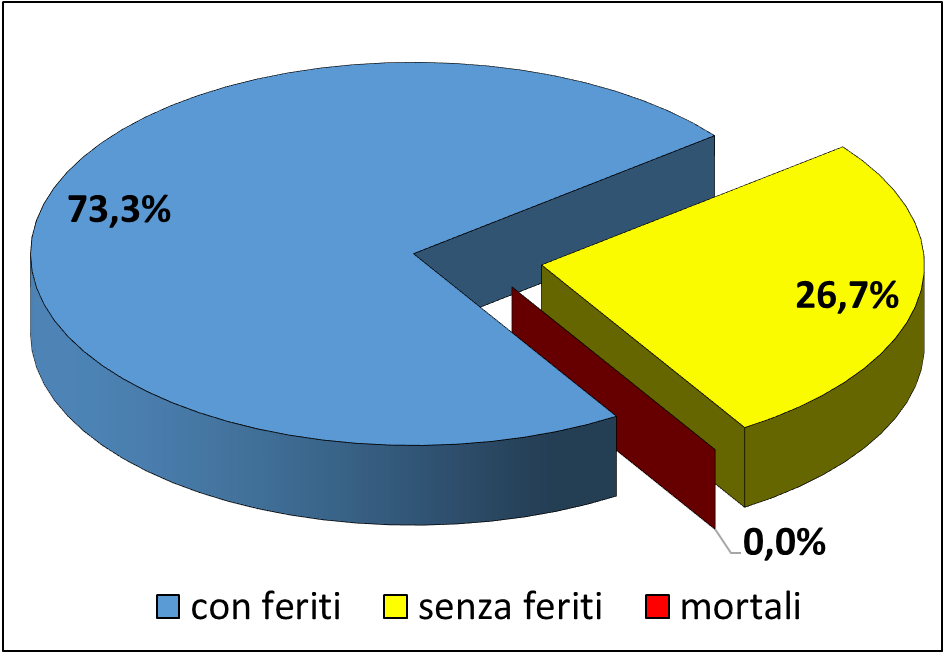 73,3%
26,7%
0,0%
con feriti senza feriti mortali